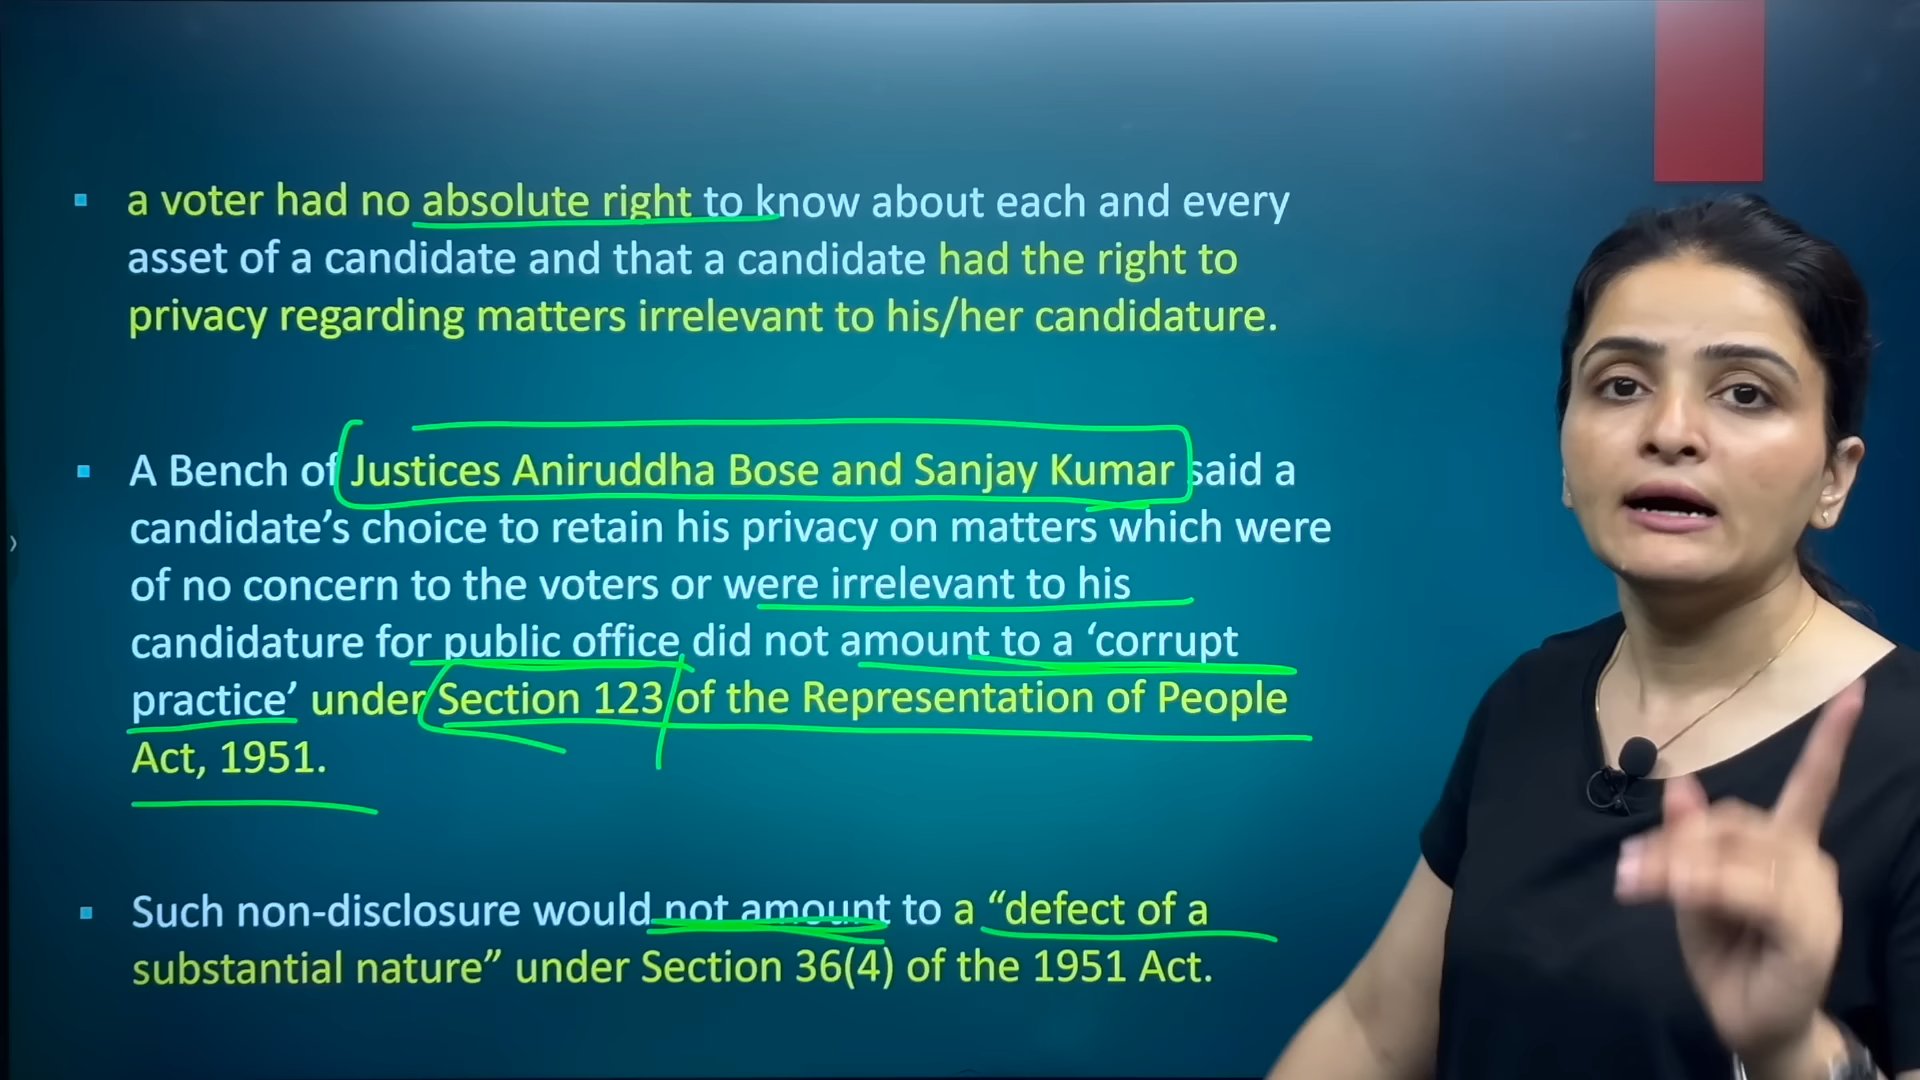 a voter had no absolute right to know about each and every
asset of a candidate and that a candidate had the right to
privacy regarding matters irrelevant to his/her candidature.
A Bench of Justices Aniruddha Bose and Sanjay Kumar said a
candidate’s choice to retain his privacy on matters which were
of no concern to the voters or were irrelevant to his
candidature for public office did not amount to a ‘corrupt
practice’ under Section 123 of the Representation of People
Act, 1951.
Such non-disclosure would not amount to a “defect of a
substantial nature” under Section 36(4) of the 1951 Act.